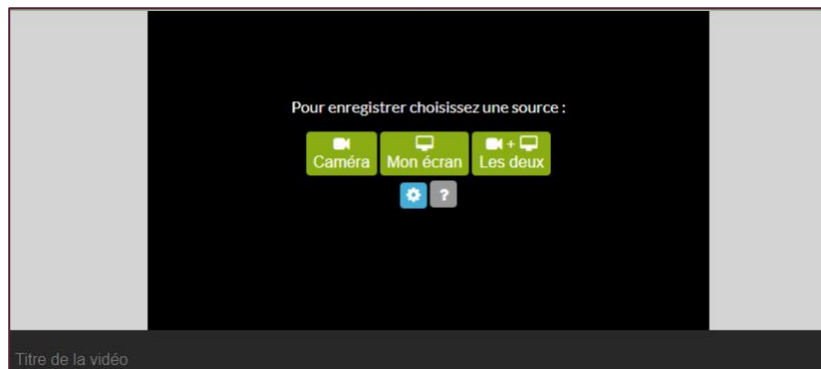 Pour enregistrer choisissez une source :
Caméra
Mon écran
+
Les deux
?
Titre de la vidéo